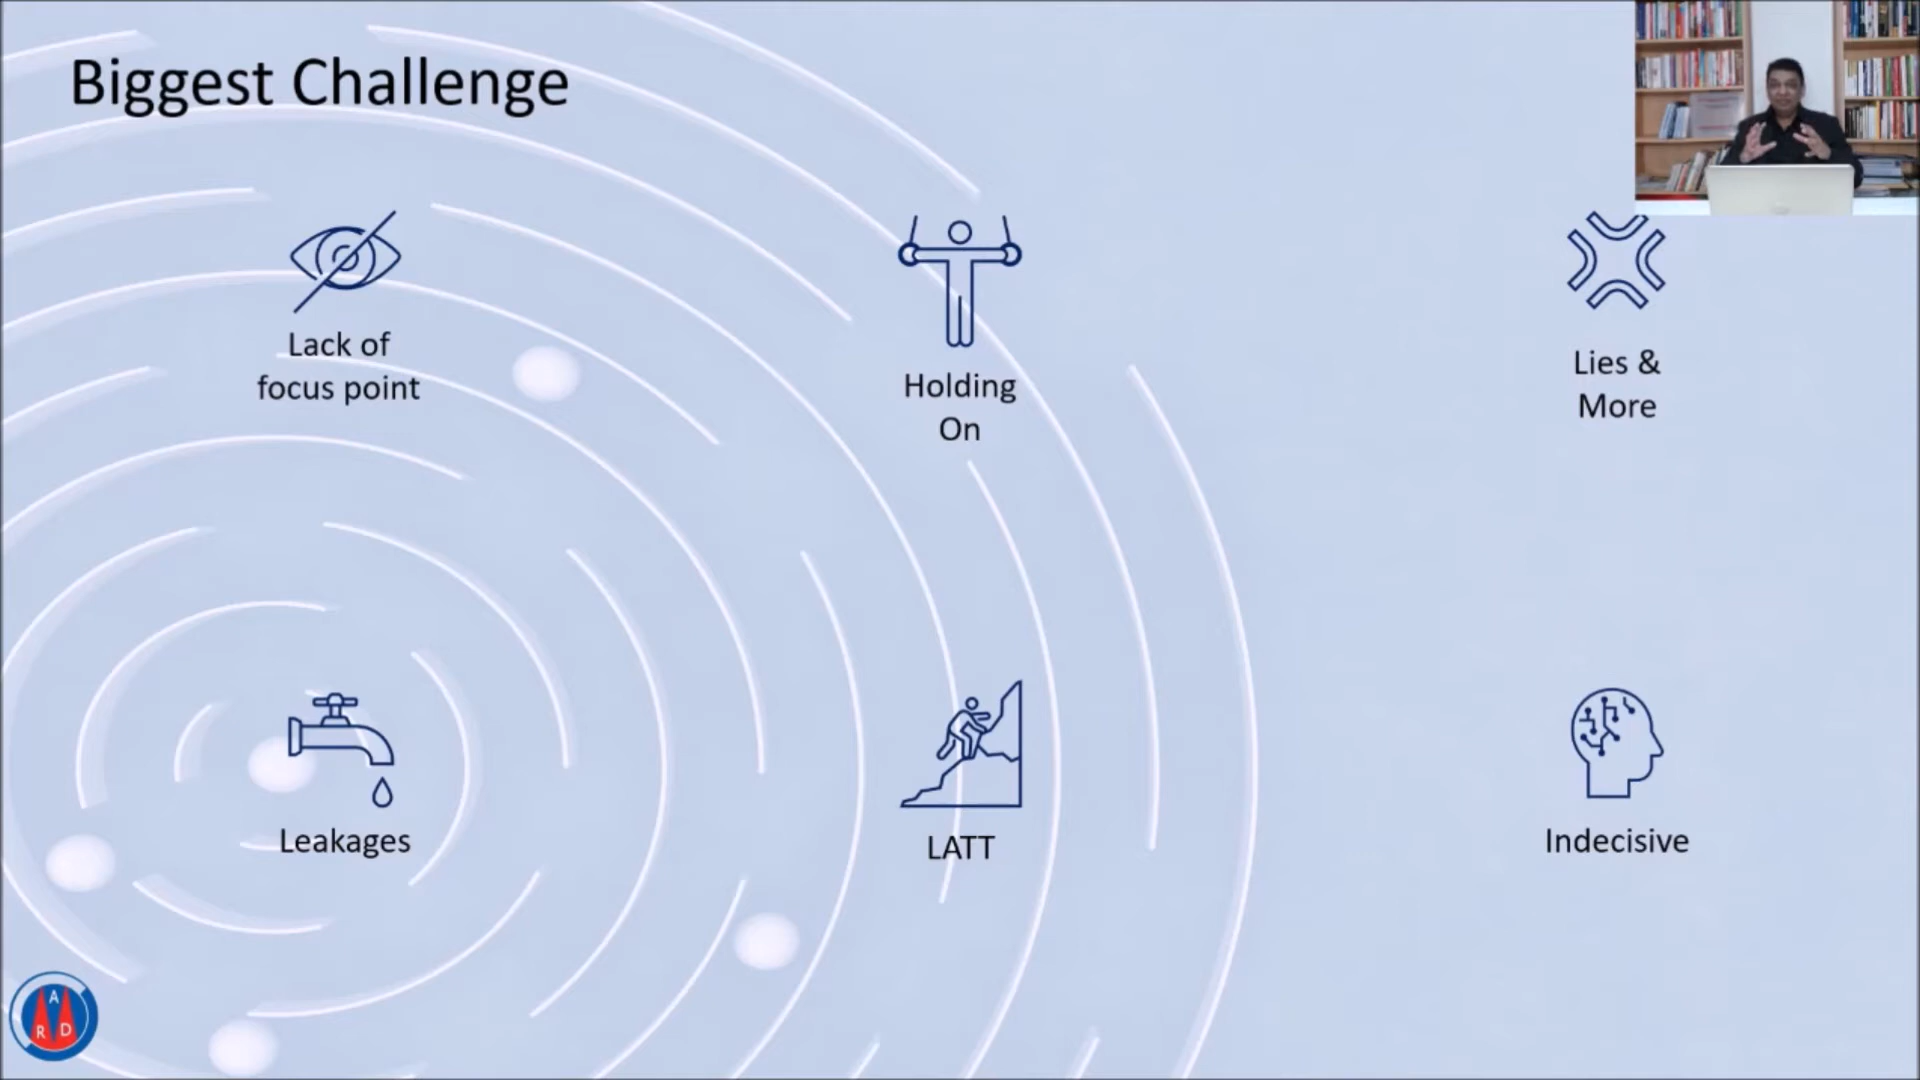 Biggest Challenge
Lack of
focus point
Holding
On
Lies &
More
Leakages
LATT
Indecisive
A
R D